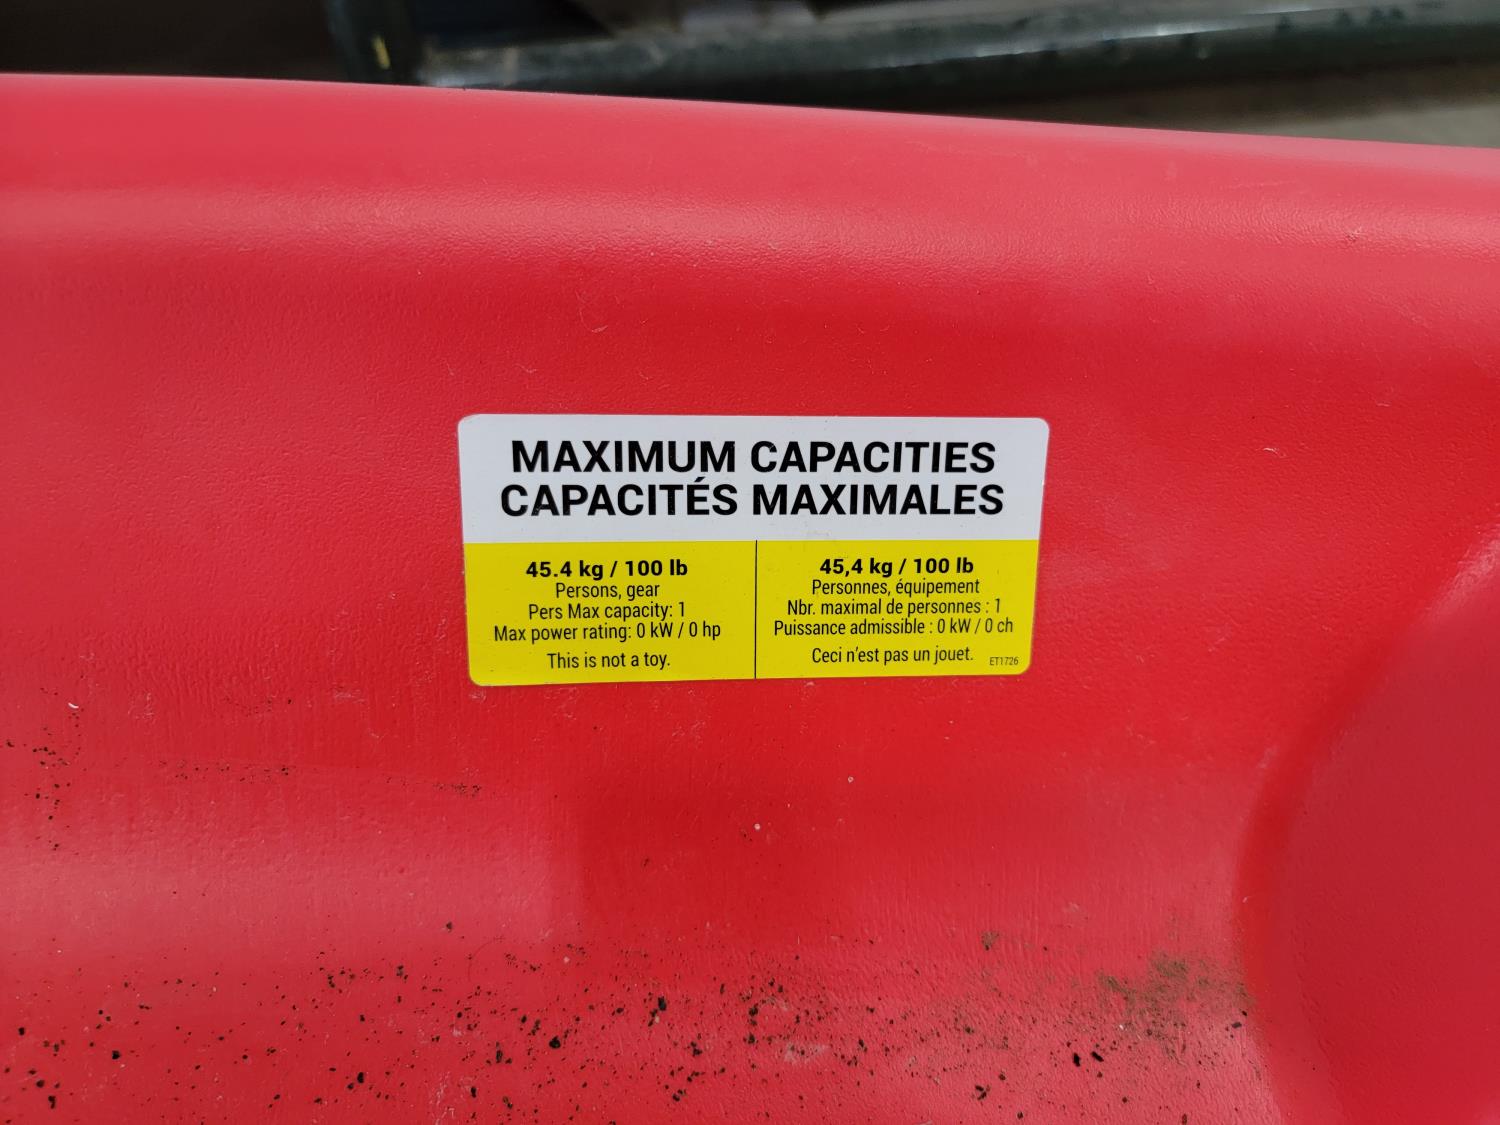 MAXIMUM CAPACITIES
CAPACITÉS MAXIMALES
45.4 kg / 100 lb
Persons, gear
Pers Max capacity: 1
Max power rating: 0 kW / 0 hp
This is not a toy.
45,4 kg / 100 lb
Personnes, équipement
Nbr. maximal de personnes : 1
Puissance admissible : 0 kW / 0 ch
Ceci n'est pas un jouet.
ET1726